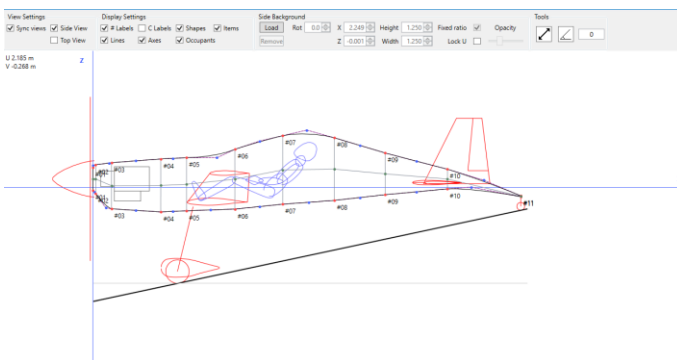 View Settings
Display Settings
Side Background
Tools
Sync views Side View # Labels C Labels Shapes Items Load Rot 0.0 X 2.249 Height 1.250 Fixed ratio Opacity
Top View Lines Axes Occupants Remove Z -0.001 Width 1.250 Lock U 0
U 2.185 m
V -0.268 m
Z
#02 #03 #04 #05 #06 #07 #08 #09 #10
#01 #03 #04 #05 #06 #07 #08 #09 #10 #11